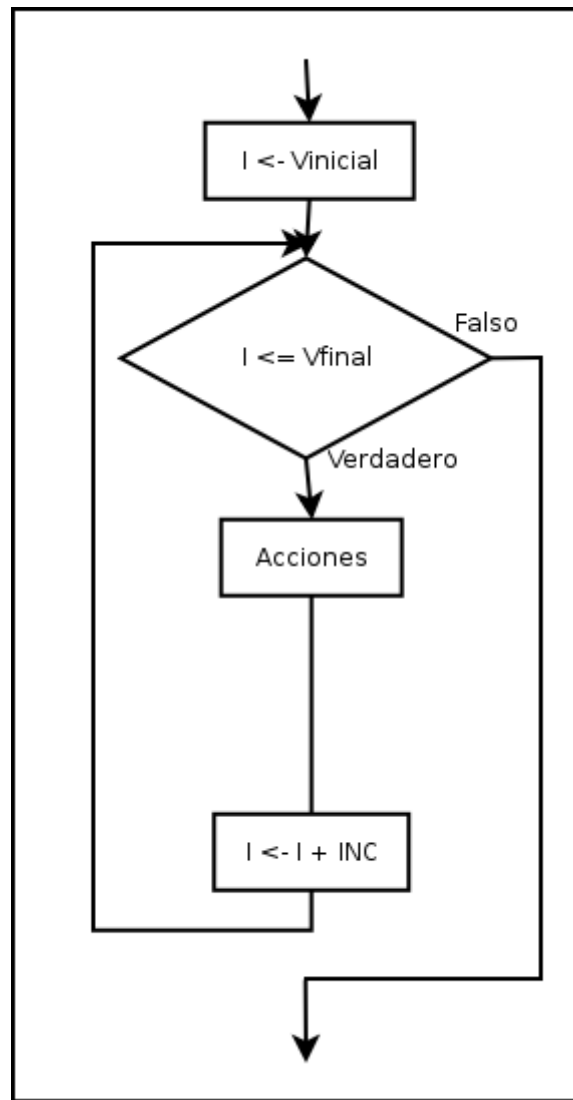 I <- Vinicial
Falso
I <= Vfinal
Verdadero
Acciones
I <- I + INC